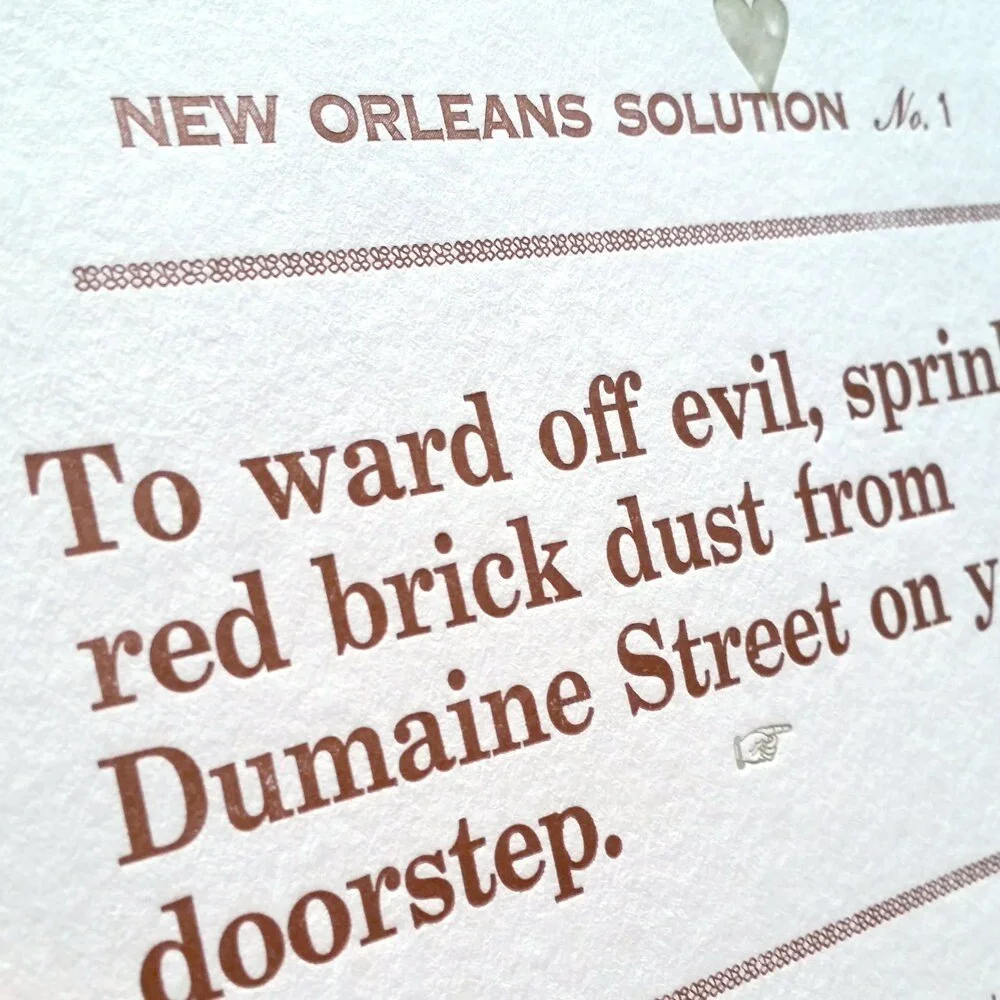 NEW ORLEANS SOLUTION No. 1
To ward off evil,
red brick dust from
Dumaine Street on
doorstep.